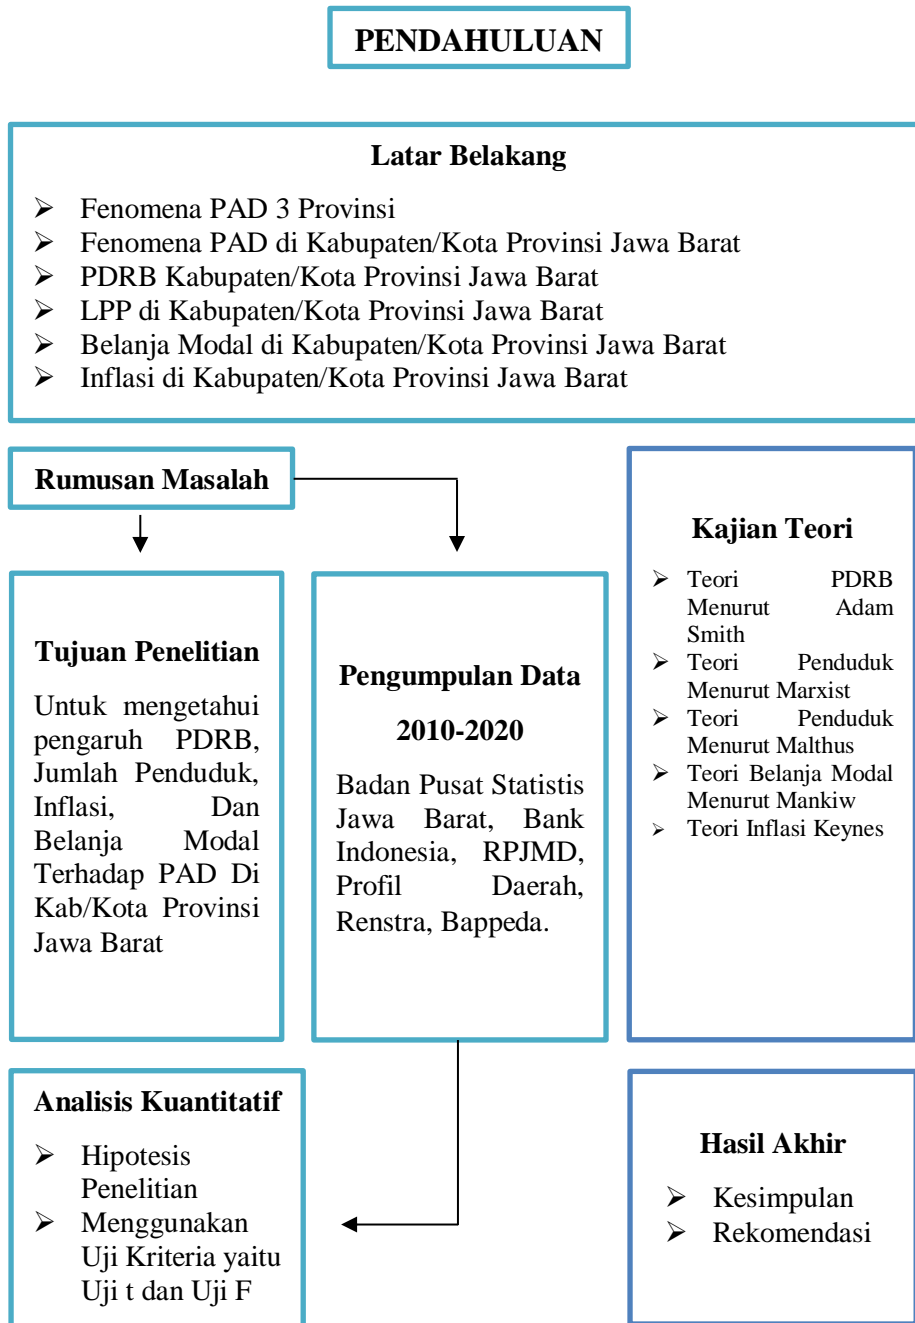 PENDAHULUAN
Latar Belakang
➢ Fenomena PAD 3 Provinsi
➢ Fenomena PAD di Kabupaten/Kota Provinsi Jawa Barat
➢ PDRB Kabupaten/Kota Provinsi Jawa Barat
➢ LPP di Kabupaten/Kota Provinsi Jawa Barat
➢ Belanja Modal di Kabupaten/Kota Provinsi Jawa Barat
➢ Inflasi di Kabupaten/Kota Provinsi Jawa Barat
Rumusan Masalah
Tujuan Penelitian
Untuk mengetahui
pengaruh PDRB,
Jumlah Penduduk,
Inflasi, Dan
Belanja Modal
Terhadap PAD Di
Kab/Kota Provinsi
Jawa Barat
Pengumpulan Data
2010-2020
Badan Pusat Statistis
Jawa Barat, Bank
Indonesia, RPJMD,
Profil Daerah,
Renstra, Bappeda.
Kajian Teori
➢ Teori PDRB
Menurut Adam
Smith
➢ Teori Penduduk
Menurut Marxist
➢ Teori Penduduk
Menurut Malthus
➢ Teori Belanja Modal
Menurut Mankiw
➢ Teori Inflasi Keynes
Analisis Kuantitatif
➢ Hipotesis
Penelitian
➢ Menggunakan
Uji Kriteria yaitu
Uji t dan Uji F
Hasil Akhir
➢ Kesimpulan
➢ Rekomendasi